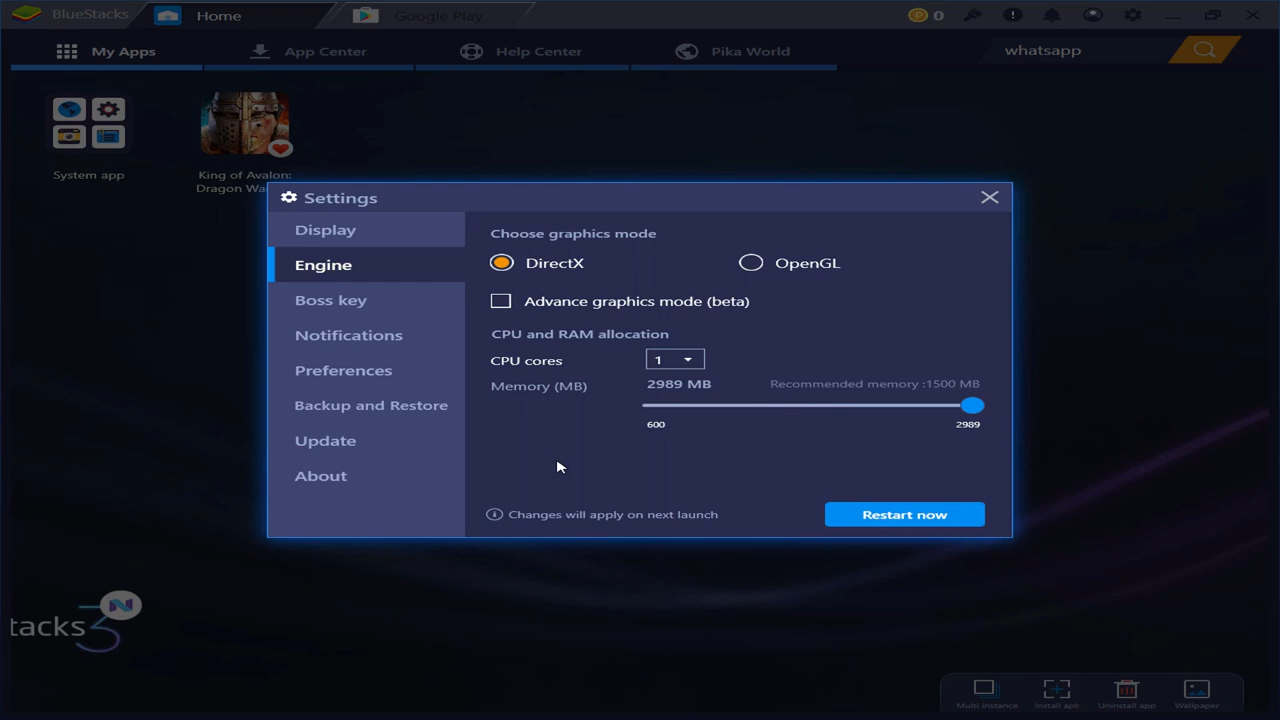 BlueStacks
Home
Google Play
0
My Apps
App Center
Help Center
Pika World
whatsapp
System app
King of Avalon:
Dragon Wa
Settings
Display
Engine
Boss key
Notifications
Preferences
Backup and Restore
Update
About
Choose graphics mode
DirectX
OpenGL
Advance graphics mode (beta)
CPU and RAM allocation
CPU cores
1
Memory (MB)
2989 MB
Recommended memory :1500 MB
600
2989
Changes will apply on next launch
Restart now
tacks 3 N
Multi instance
Install apk
Uninstall app
Wallpaper